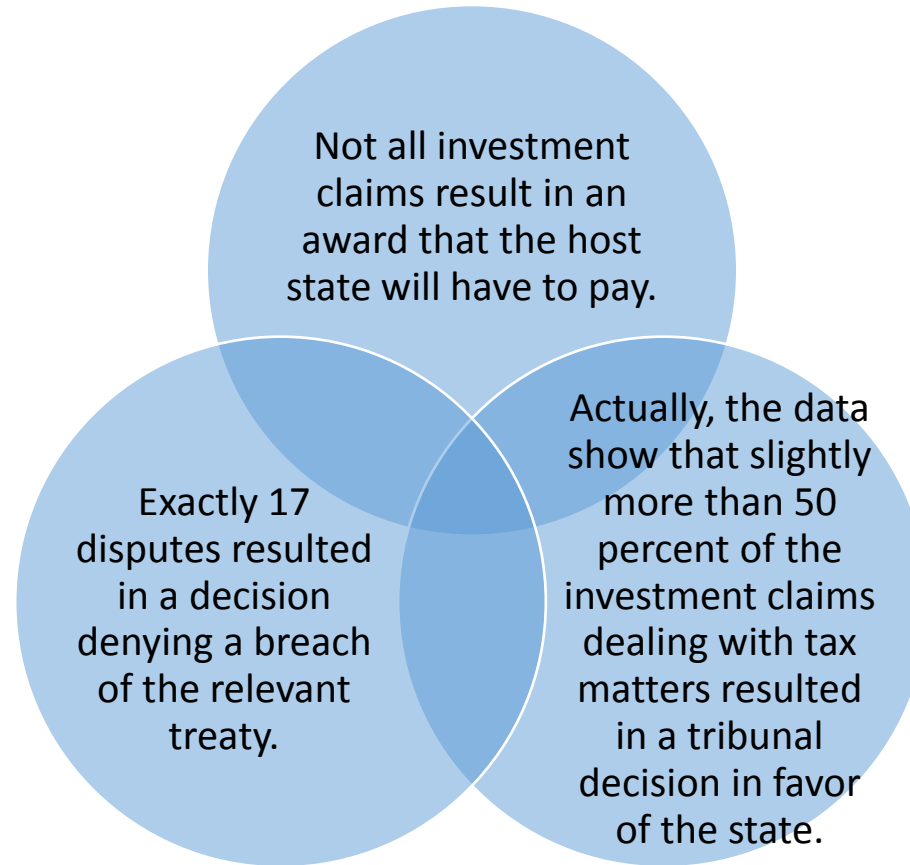 Not all investment
claims result in an
award that the host
state will have to pay.
Exactly 17
disputes resulted
in a decision
denying a breach
of the relevant
treaty.
Actually, the data
show that slightly
more than 50
percent of the
investment claims
dealing with tax
matters resulted
in a tribunal
decision in favor
of the state.